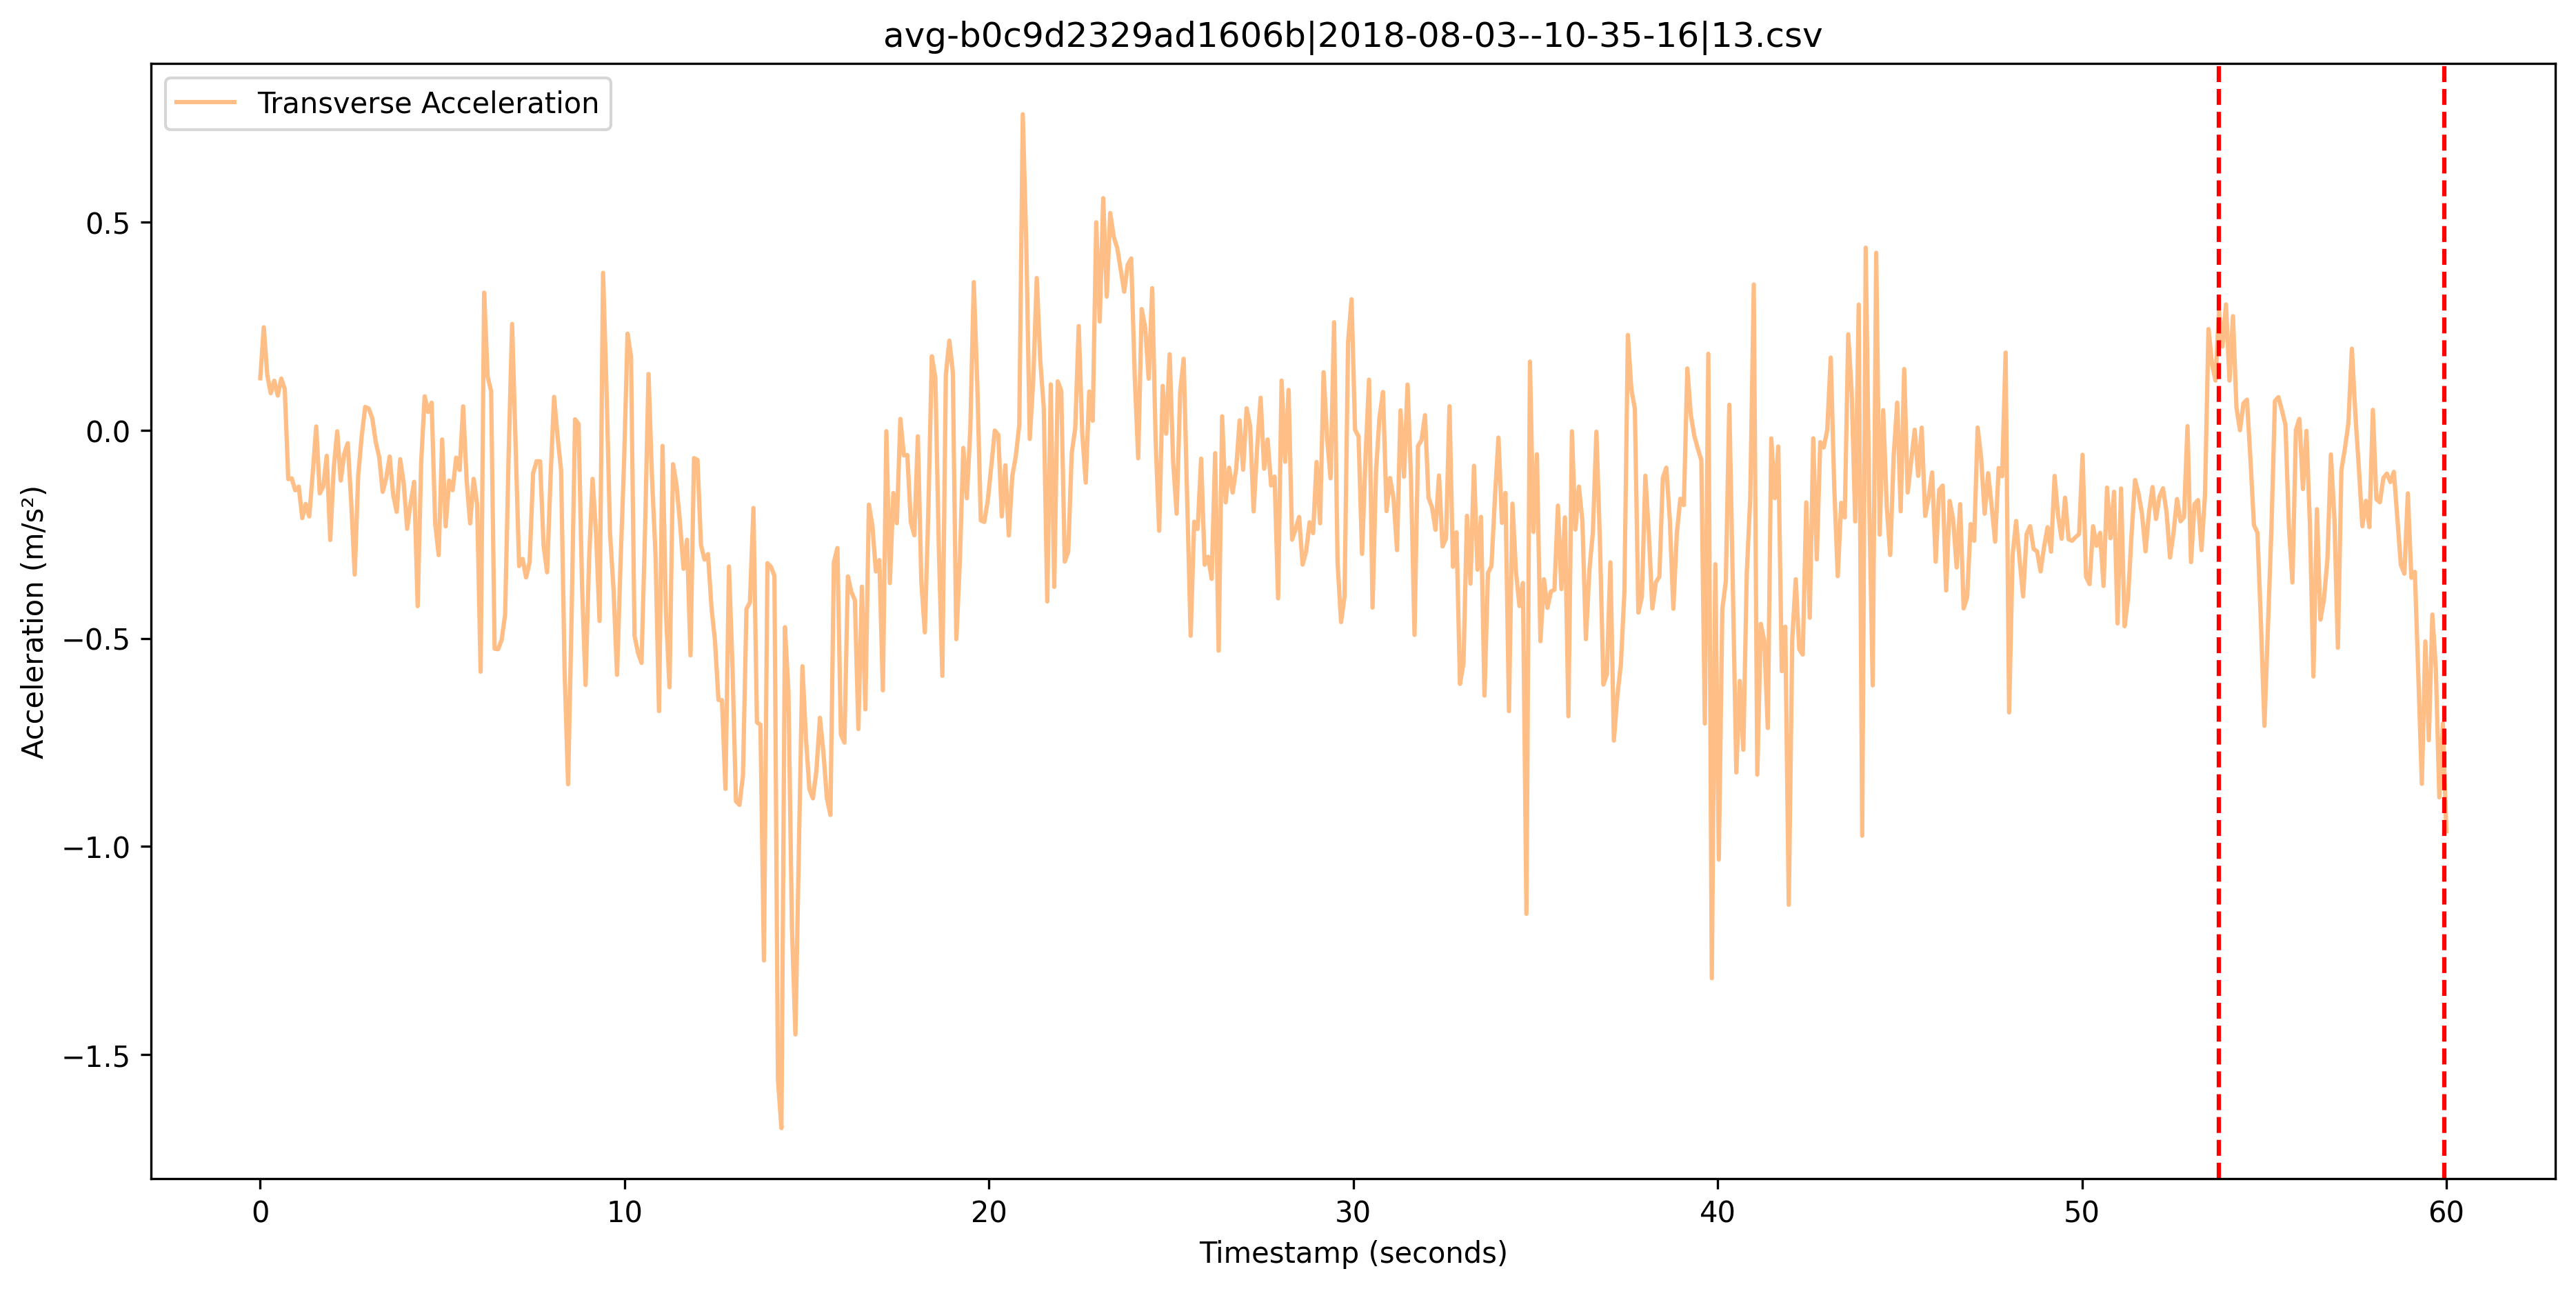 avg-b0c9d2329ad1606b|2018-08-03--10-35-16|13.csv
Transverse Acceleration
Acceleration (m/s²)
0.5
0.0
−0.5
−1.0
−1.5
0 10 20 30 40 50 60
Timestamp (seconds)